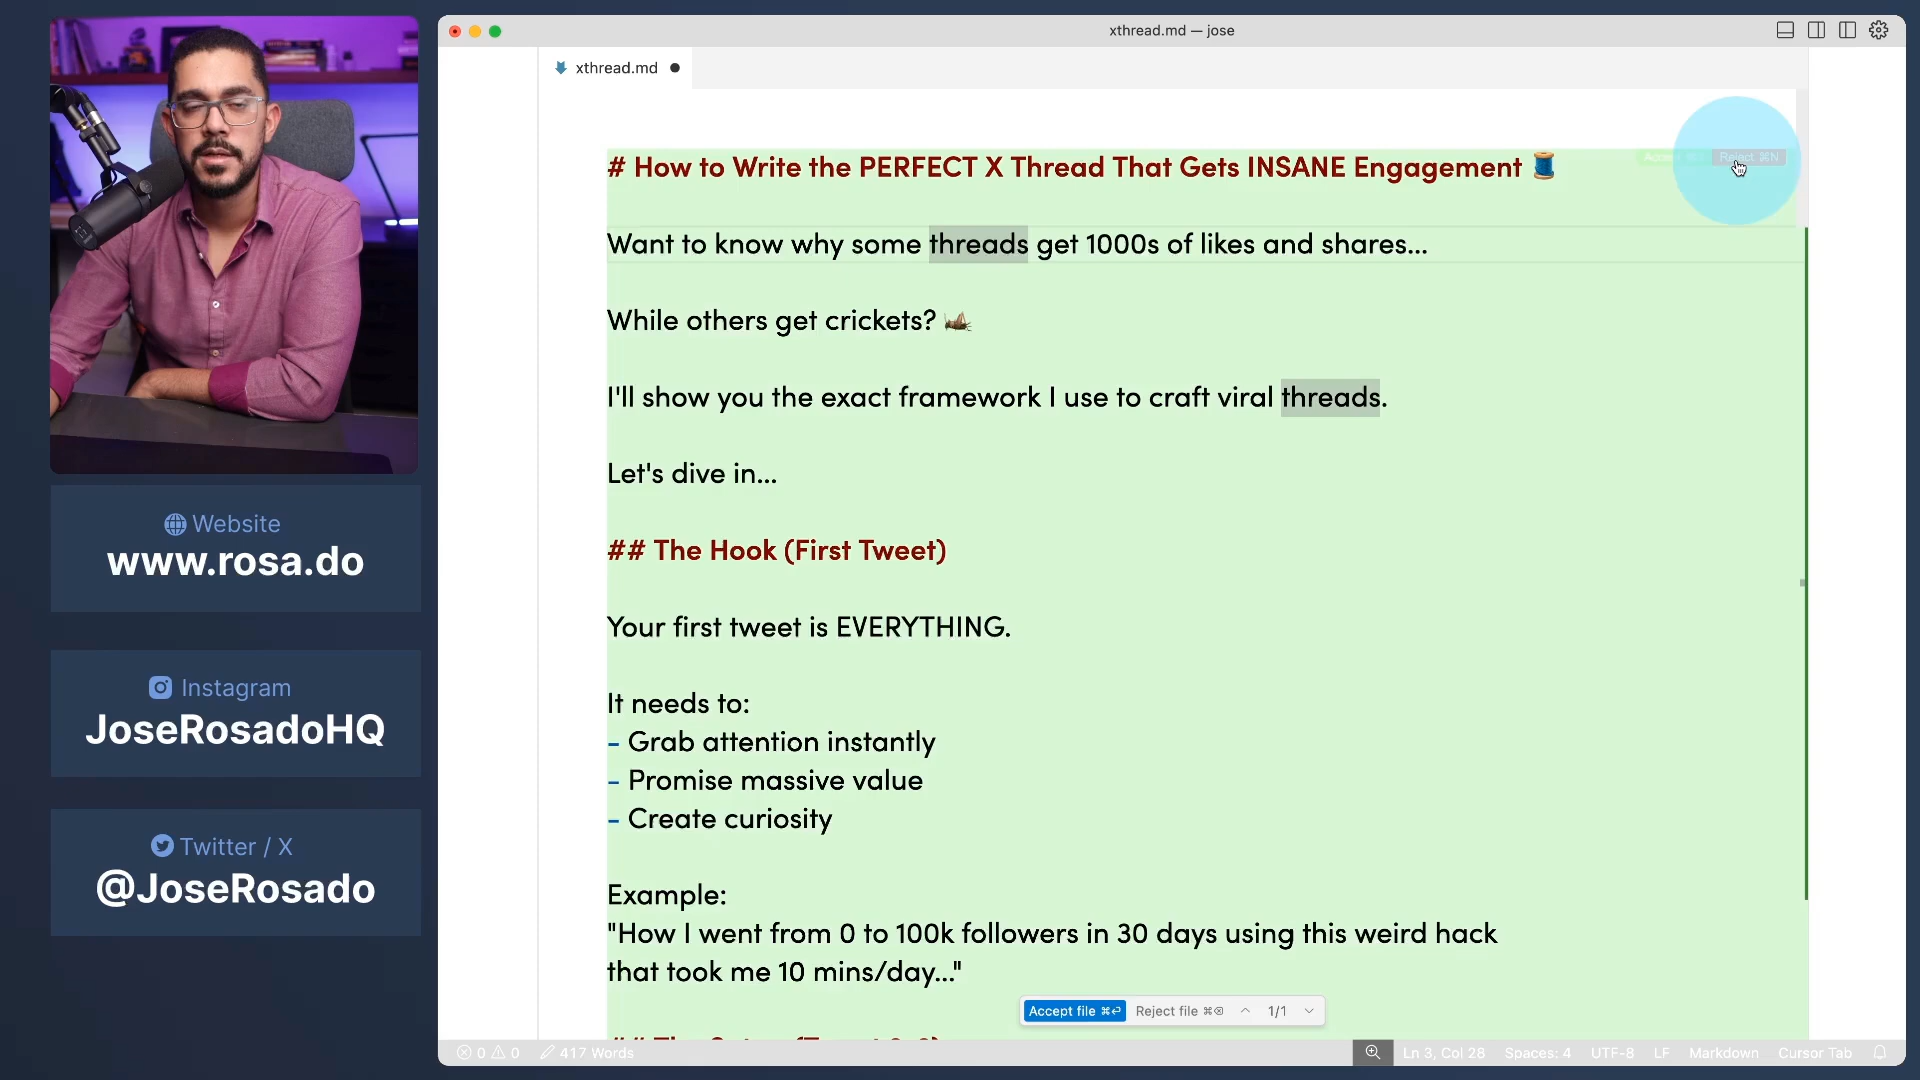 xthread.md — jose
xthread.md
# How to Write the PERFECT X Thread That Gets INSANE Engagement 🧵
Accept Reject ⌘N
Want to know why some threads get 1000s of likes and shares...
While others get crickets? 🦗
I'll show you the exact framework I use to craft viral threads.
Let's dive in...
## The Hook (First Tweet)
Your first tweet is EVERYTHING.
It needs to:
- Grab attention instantly
- Promise massive value
- Create curiosity
Example:
"How I went from 0 to 100k followers in 30 days using this weird hack
that took me 10 mins/day..."
Accept file ⌘⏎ Reject file ⌘⌫ 1/1
0 0 417 Words
Ln 3, Col 28 Spaces: 4 UTF-8 LF Markdown Cursor Tab
Website
www.rosa.do
Instagram
JoseRosadoHQ
Twitter / X
@JoseRosado